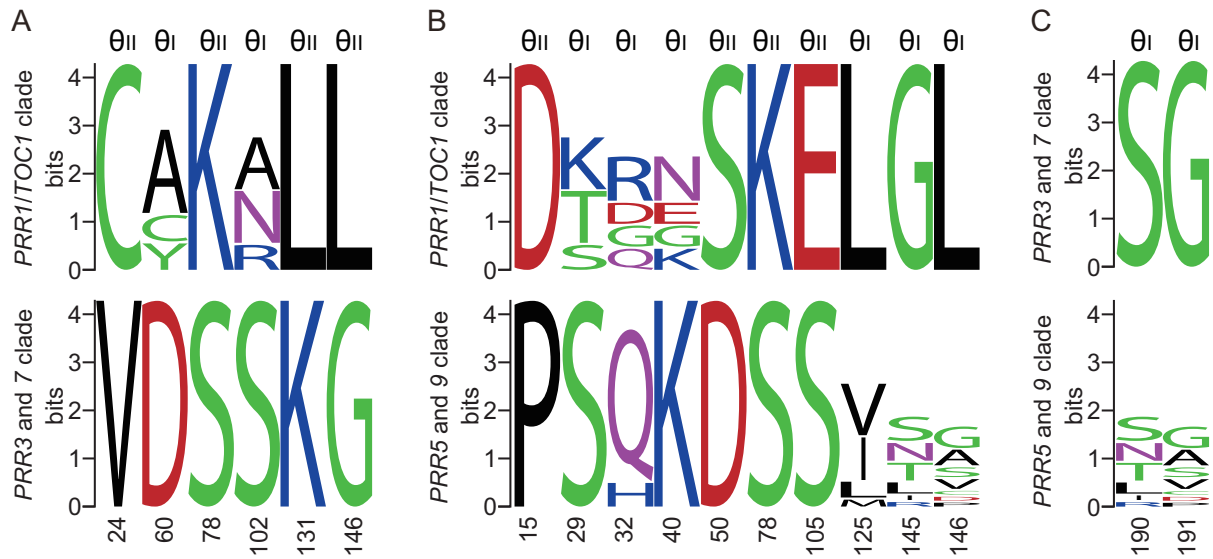 A
θII θI θII θI θII θII
PRR1/TOC1 clade
bits
4
3
2
1
0
C A K A L L
C N
Y R
PRR3 and 7 clade
bits
4
3
2
1
0
V D S S K G
24 60 78 102 131 146
B
θII θI θI θI θII θII θII θI θI θI
PRR1/TOC1 clade
bits
4
3
2
1
0
D K R N S K E L G L
T D E
S G G
Q K
PRR5 and 9 clade
bits
4
3
2
1
0
P S Q K D S S V S G
H I N A
L T S
V
15 29 32 40 50 78 105 125 145 146
C
θI θI
PRR3 and 7 clade
bits
4
3
2
1
0
S G
PRR5 and 9 clade
bits
4
3
2
1
0
S G
N A
T S
V
190 191